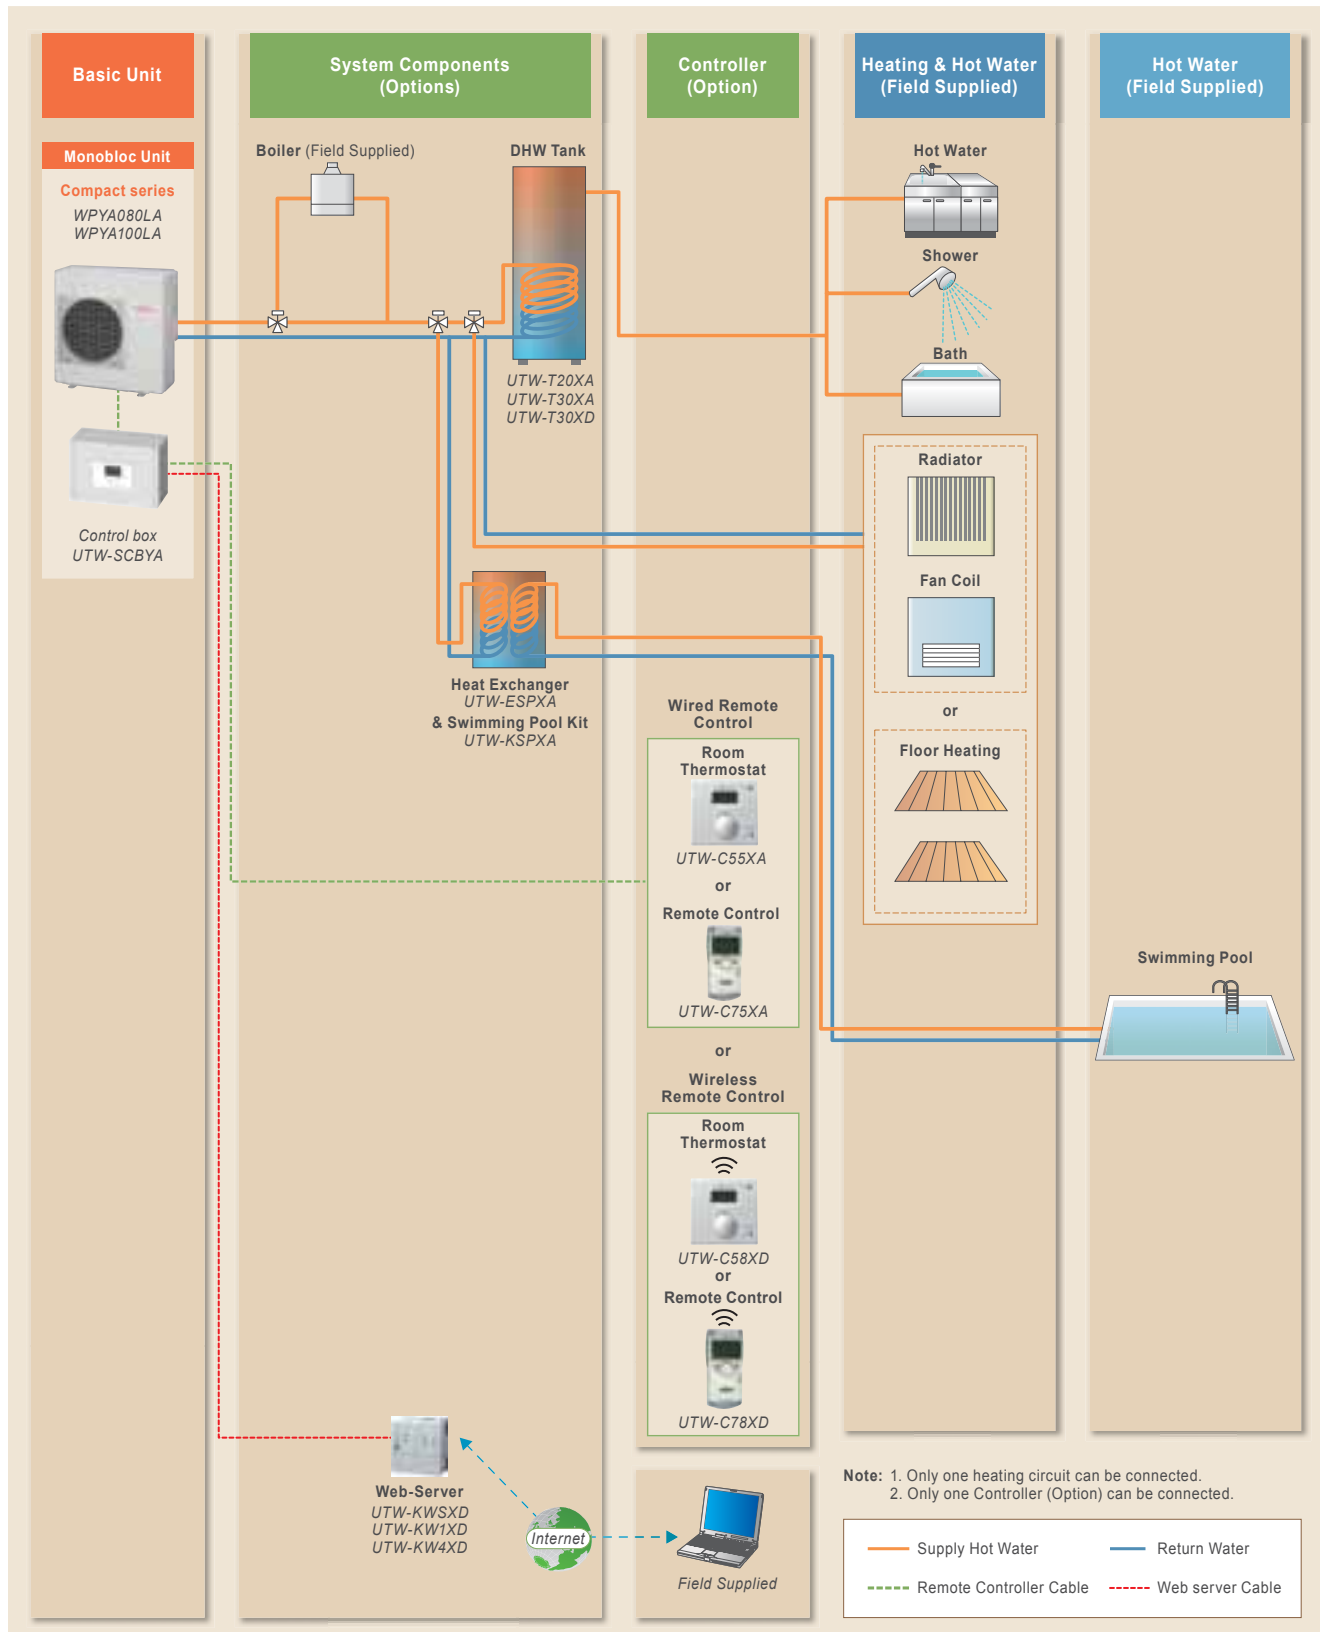 Basic Unit
System Components
(Options)
Controller
(Option)
Heating & Hot Water
(Field Supplied)
Hot Water
(Field Supplied)
Monobloc Unit
Compact series
WPYA080LA
WPYA100LA
Control box
UTW-SCBYA
Boiler (Field Supplied)
DHW Tank
UTW-T20XA
UTW-T30XA
UTW-T30XD
Heat Exchanger
UTW-ESPXA
& Swimming Pool Kit
UTW-KSPXA
Web-Server
UTW-KWSXD
UTW-KW1XD
UTW-KW4XD
Internet
Wired Remote
Control
Room
Thermostat
UTW-C55XA
or
Remote Control
UTW-C75XA
or
Wireless
Remote Control
Room
Thermostat
UTW-C58XD
or
Remote Control
UTW-C78XD
Field Supplied
Hot Water
Shower
Bath
Radiator
Fan Coil
or
Floor Heating
Swimming Pool
Note: 1. Only one heating circuit can be connected.
2. Only one Controller (Option) can be connected.
Supply Hot Water
Return Water
Remote Controller Cable
Web server Cable